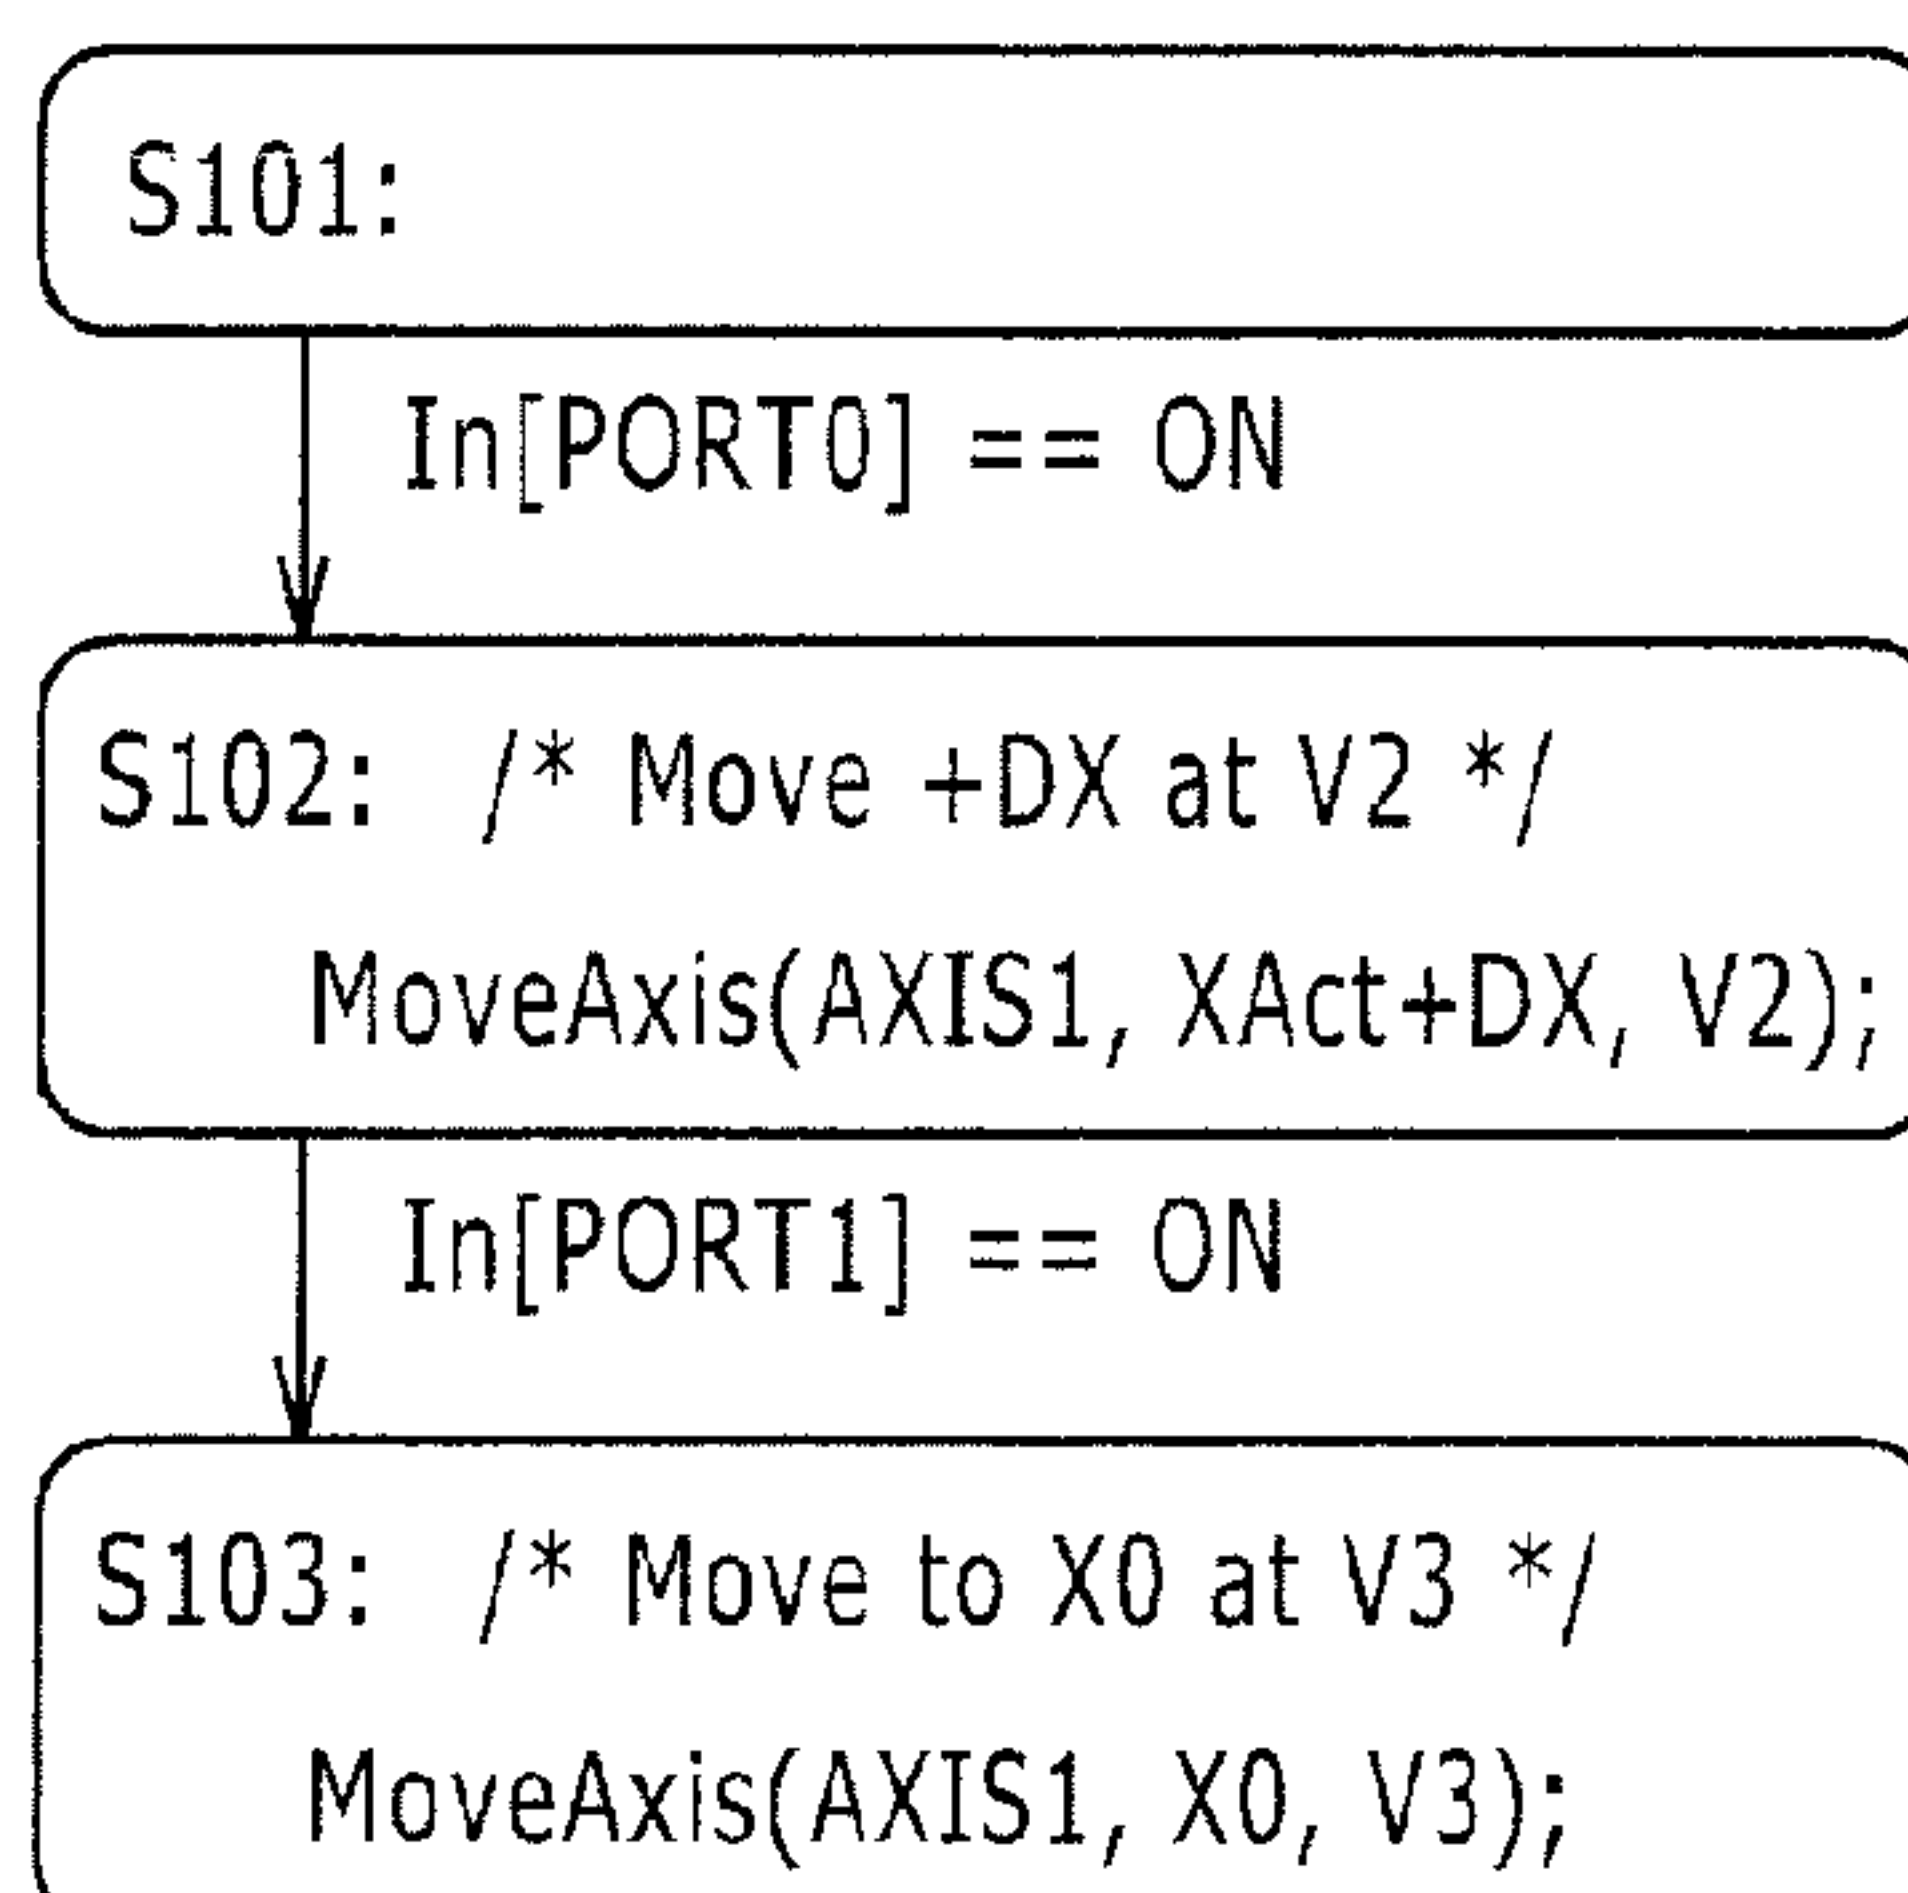 S101:
In[PORT0] == ON
S102: /* Move +DX at V2 */
MoveAxis(AXIS1, XAct+DX, V2);
In[PORT1] == ON
S103: /* Move to X0 at V3 */
MoveAxis(AXIS1, X0, V3);